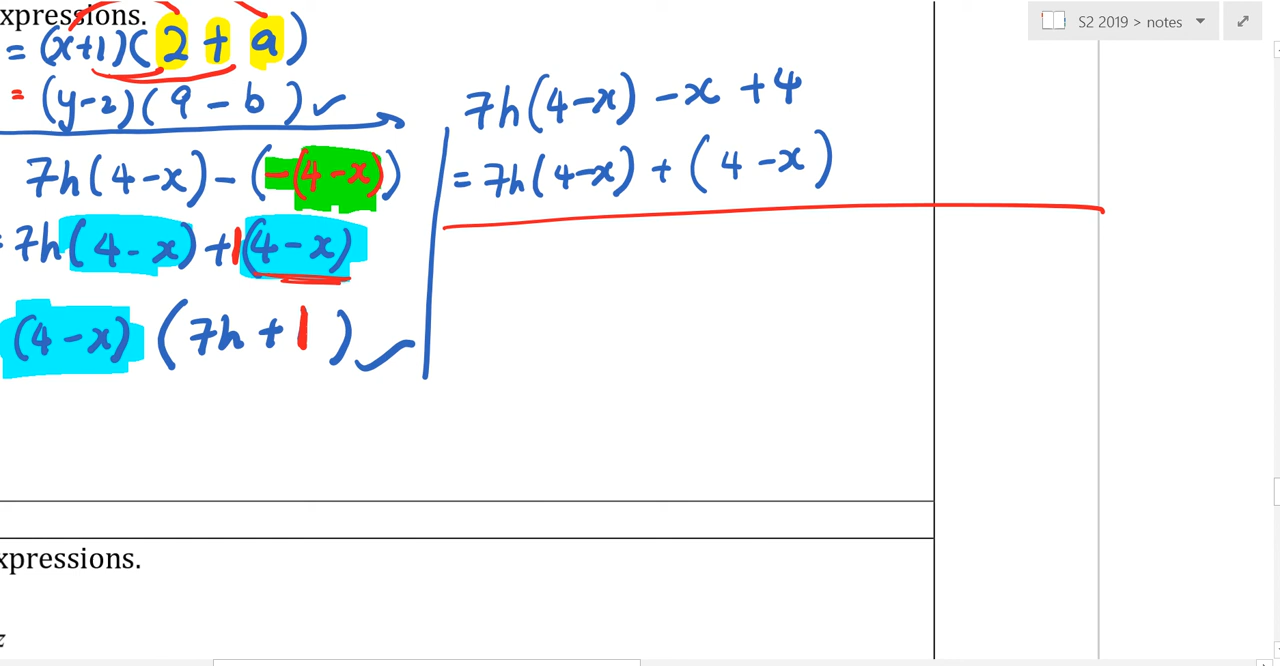 xpressions.
= (x+1)(2 + a)
= (y-2)(9 - b) ✓
7h(4-x) - (-(4-x))
= 7h(4-x) + 1(4-x)
(4-x) (7h + 1) ✓
7h(4-x) - x + 4
= 7h(4-x) + (4-x)
S2 2019 > notes
xpressions.
z